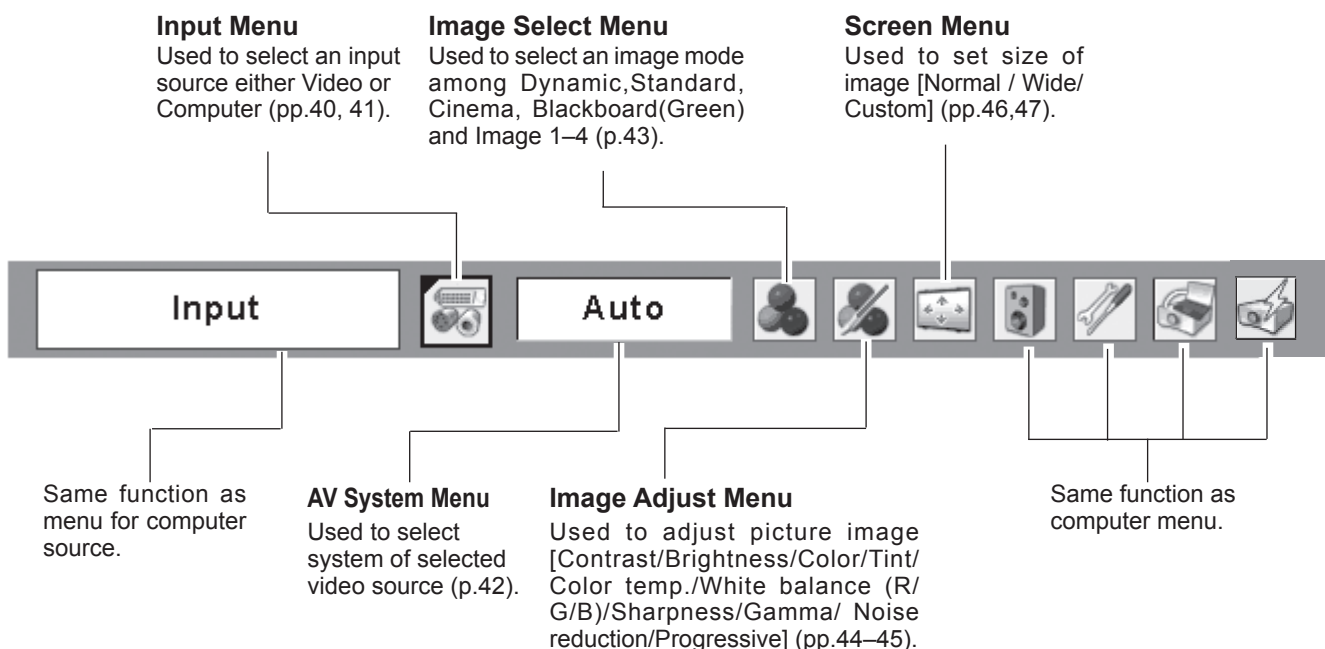 Input Menu
Used to select an input
source either Video or
Computer (pp.40, 41).
Image Select Menu
Used to select an image mode
among Dynamic,Standard,
Cinema, Blackboard(Green)
and Image 1–4 (p.43).
Screen Menu
Used to set size of
image [Normal / Wide/
Custom] (pp.46,47).
Input
Auto
Same function as
menu for computer
source.
AV System Menu
Used to select
system of selected
video source (p.42).
Image Adjust Menu
Used to adjust picture image
[Contrast/Brightness/Color/Tint/
Color temp./White balance (R/
G/B)/Sharpness/Gamma/ Noise
reduction/Progressive] (pp.44–45).
Same function as
computer menu.